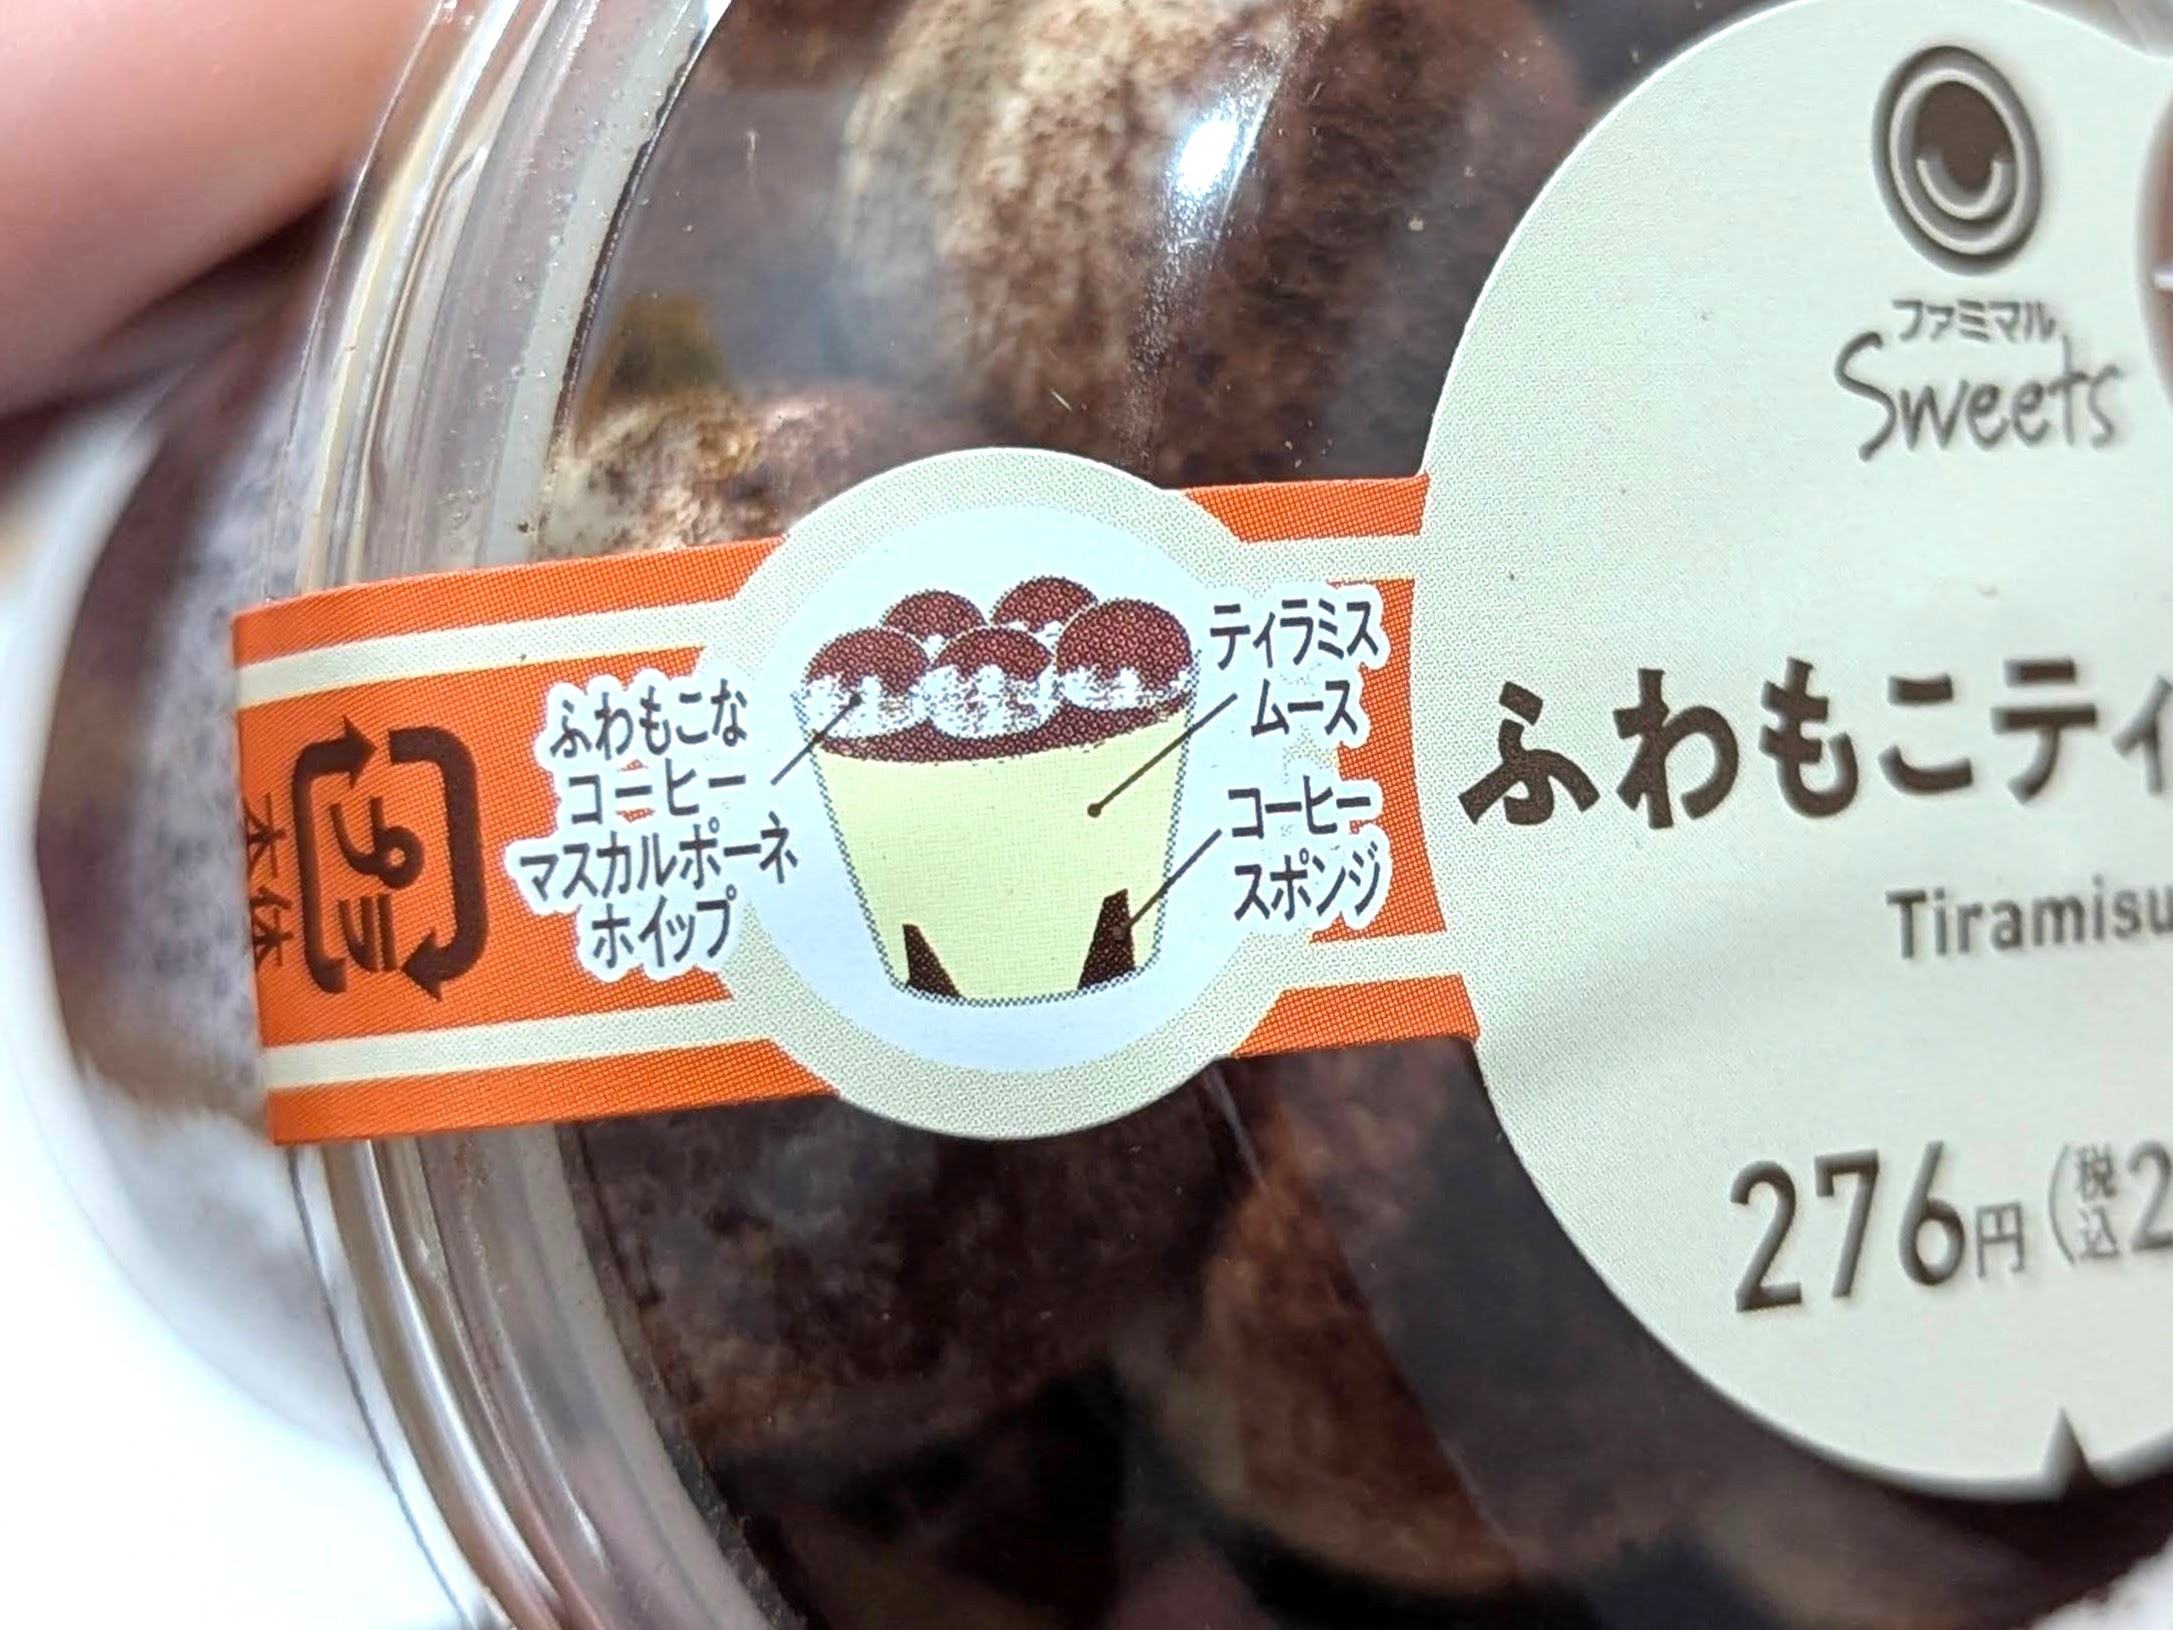 ファミマル
Sweets
ティラミス
ムース
ふわもこな
コーヒー
マスカルポーネ
ホイップ
コーヒー
スポンジ
プラ
本体
ふわもこティ
Tiramisu
276円(税込2